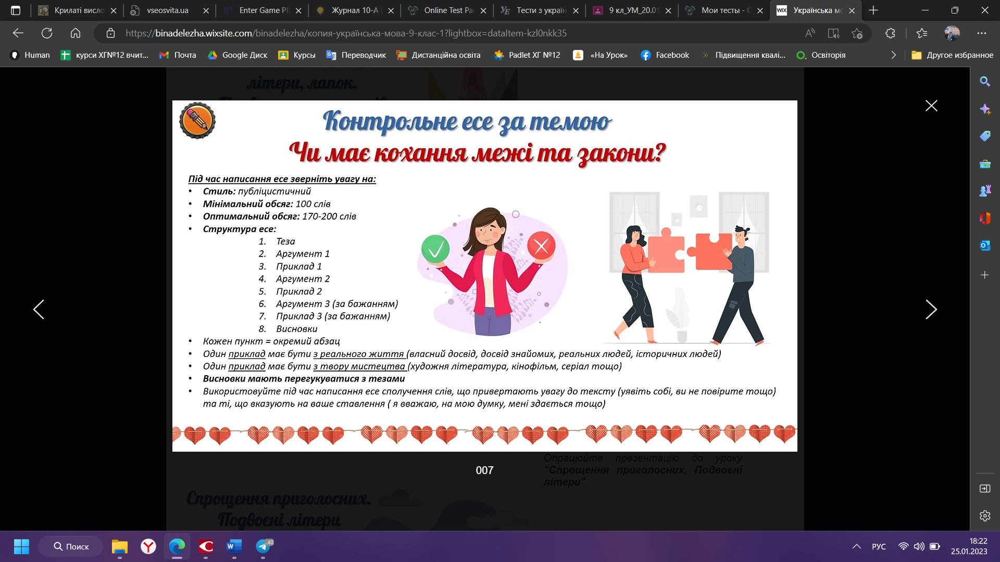 Крилаті висло
vseosvita.ua
Enter Game PI
Журнал 10-А
Online Test Pa
Тести з україн
9 кл_УМ_20.01
Мои тесты - О
WIX
Українська мо
https://binadelezha.wixsite.com/binadelezha/копия-українська-мова-9-клас-1?lightbox=dataItem-kzl0nkk35
Human
курси ХГ№12 вчит...
Почта
Google Диск
Курсы
Переводчик
Дистанційна освіта
Padlet ХГ №12
«На Урок»
Facebook
Підвищення квалі...
Освіторія
Другое избранное
літери, лапок.
Контрольне есе за темою
Чи має кохання межі та закони?
Під час написання есе зверніть увагу на:
• Стиль: публіцистичний
• Мінімальний обсяг: 100 слів
• Оптимальний обсяг: 170-200 слів
• Структура есе:
1. Теза
2. Аргумент 1
3. Приклад 1
4. Аргумент 2
5. Приклад 2
6. Аргумент 3 (за бажанням)
7. Приклад 3 (за бажанням)
8. Висновки
• Кожен пункт = окремий абзац
• Один приклад має бути з реального життя (власний досвід, досвід знайомих, реальних людей, історичних людей)
• Один приклад має бути з твору мистецтва (художня література, кінофільм, серіал тощо)
• Висновки мають перегукуватися з тезами
• Використовуйте під час написання есе сполучення слів, що привертають увагу до тексту (уявіть собі, ви не повірите тощо)
та ті, що вказують на ваше ставлення ( я вважаю, на мою думку, мені здається тощо)
007
Опрацюйте презентацію до уроку
"Спрощення приголосних. Подвоєні
літери"
Спрощення приголосних.
Подвоєні літери
Поиск
40
РУС
18:22
25.01.2023